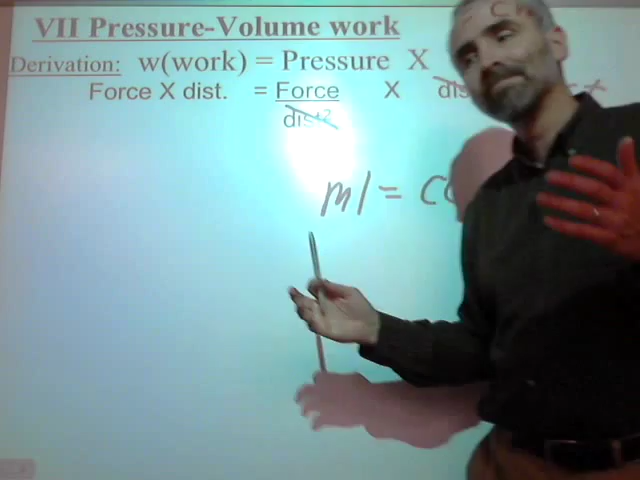 VII Pressure-Volume work
Derivation: w(work) = Pressure X
Force X dist. = Force X
dist²
ml =